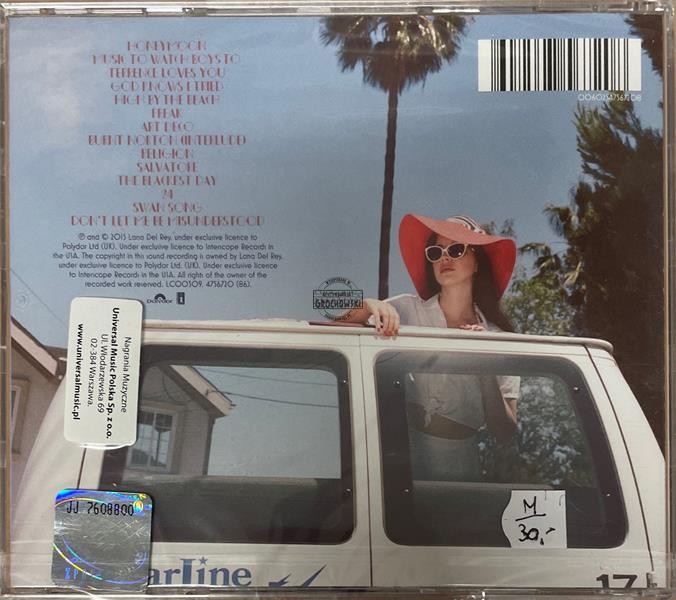 HONEYMOON
MUSIC TO WATCH BOYS TO
TERRENCE LOVES YOU
GOD KNOWS I TRIED
HIGH BY THE BEACH
FREAK
ART DECO
BURNT NORTON (INTERLUDE)
RELIGION
SALVATORE
THE BLACKEST DAY
24
SWAN SONG
DON'T LET ME BE MISUNDERSTOOD
℗ and © 2015 Lana Del Rey, under exclusive licence to
Polydor Ltd (UK). Under exclusive licence to Interscope Records in
the USA. The copyright in this sound recording is owned by Lana Del Rey,
under exclusive licence to Polydor Ltd. (UK). Under exclusive licence
to Interscope Records in the USA. All rights of the owner of the
recorded work reserved. LC00309. 4756720 (B6).
Polydor
i
GROCHOWSKI
Nagrania Muzyczne
Universal Music Polska Sp. z o.o.
Ul. Włodarzewska 69
02-384 Warszawa.
www.universalmusic.pl
JJ 7608800
M
30,-
arLine
17